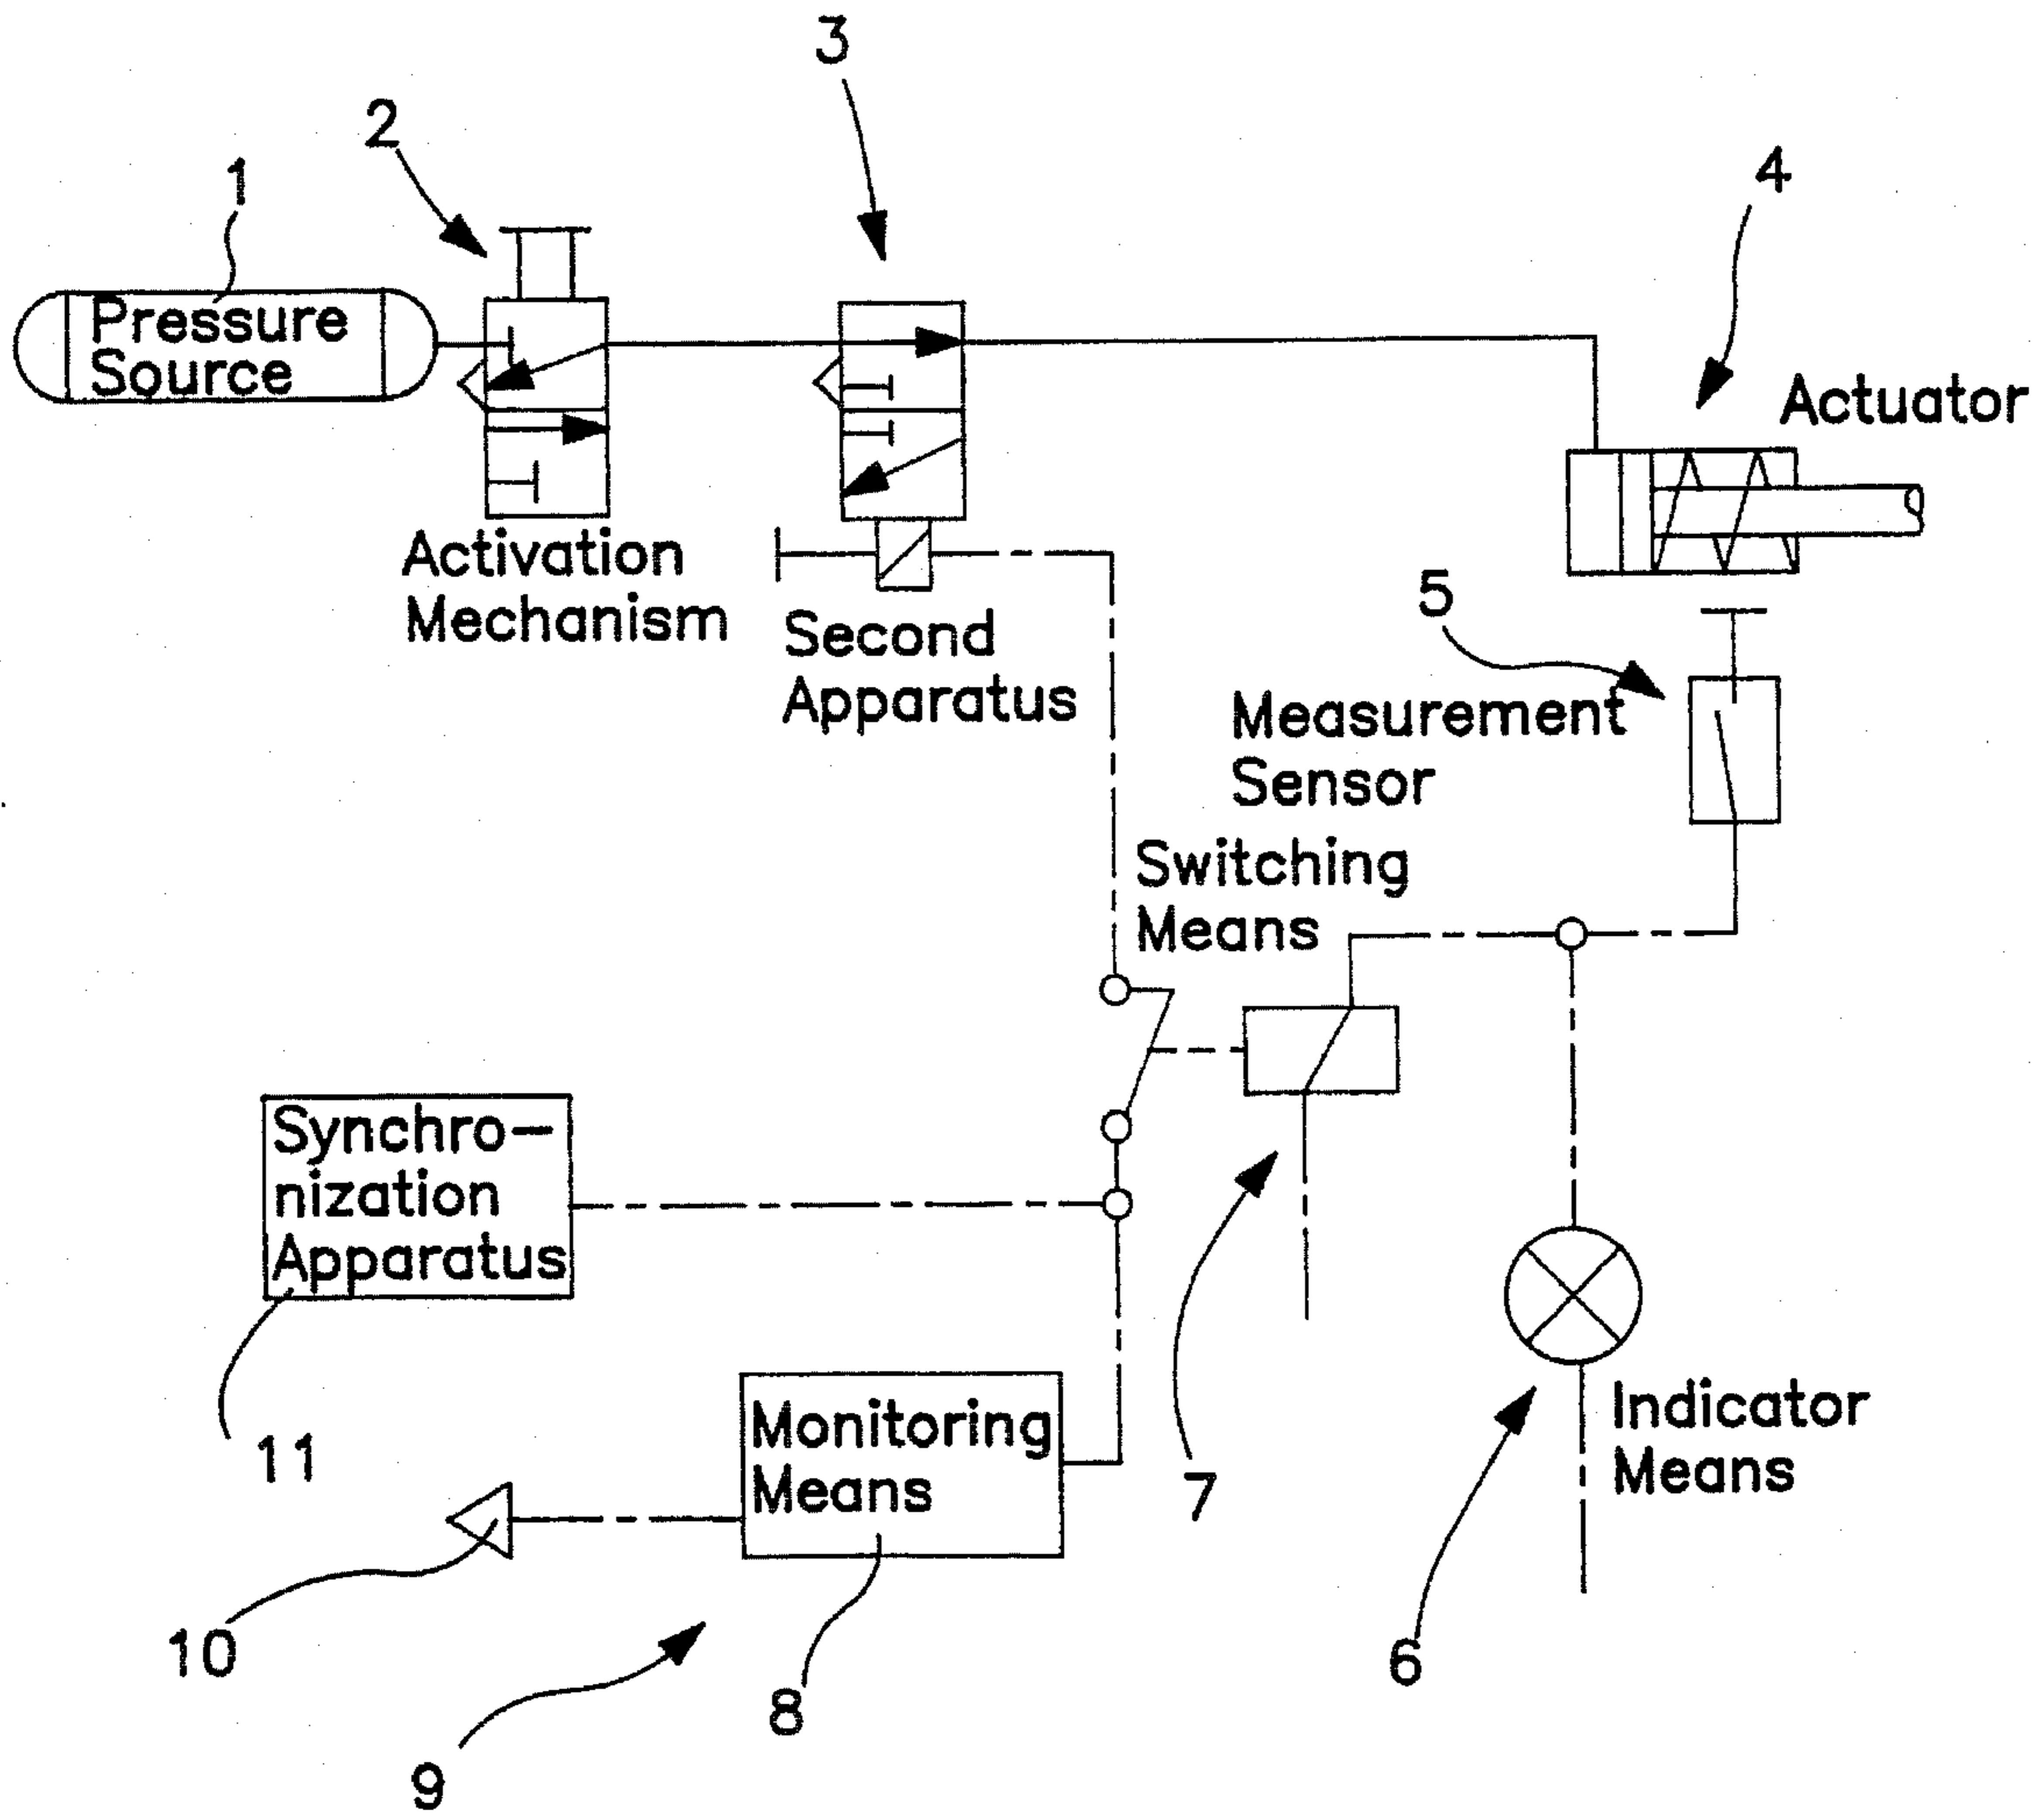 3
2
4
1
Pressure
Source
Actuator
Activation
Mechanism
5
Second
Apparatus
Measurement
Sensor
Switching
Means
Synchro-
nization
Apparatus
Indicator
Means
Monitoring
Means
11
7
10
6
8
9